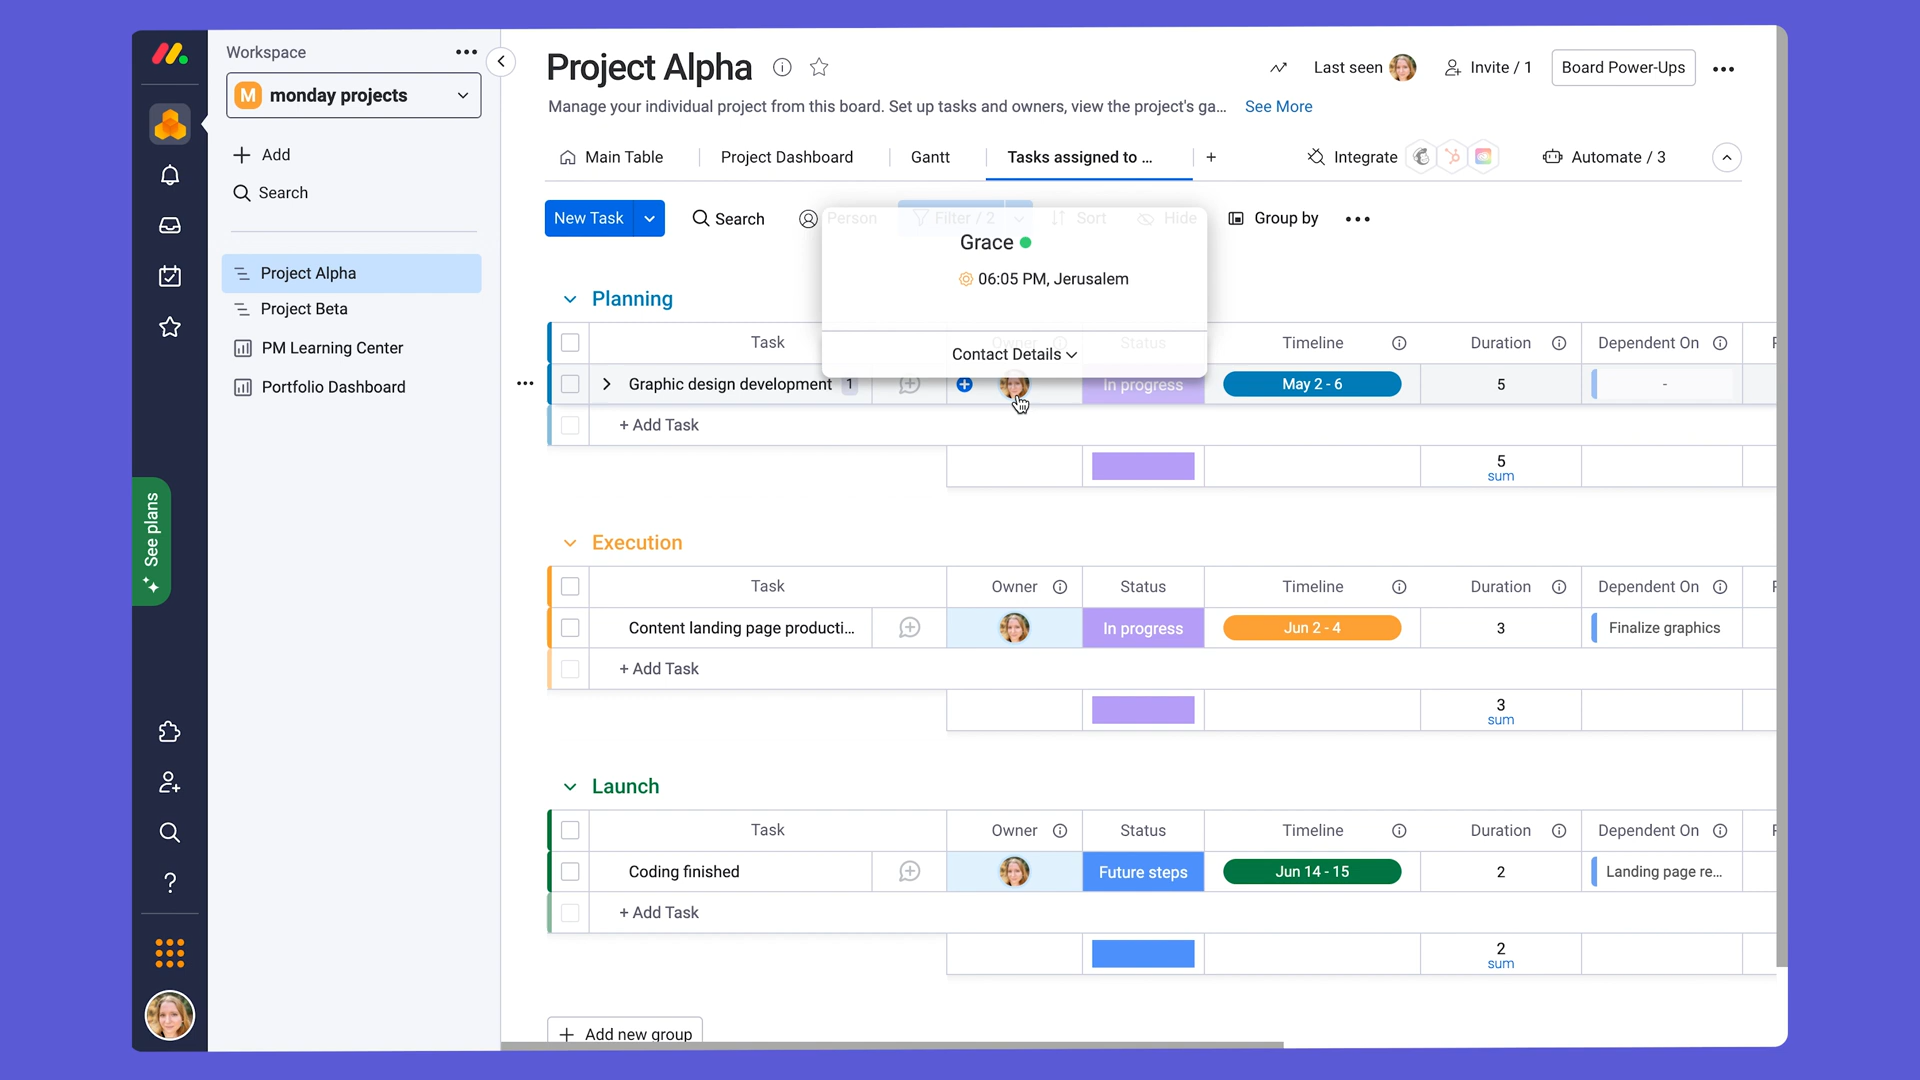 Workspace
M monday projects
Add
Search
Project Alpha
Project Beta
PM Learning Center
Portfolio Dashboard
See plans
Project Alpha
Last seen
Invite / 1
Board Power-Ups
Manage your individual project from this board. Set up tasks and owners, view the project's ga... See More
Main Table
Project Dashboard
Gantt
Tasks assigned to ...
Integrate
Automate / 3
New Task
Search
Person
Filter / 2
Sort
Hide
Group by
Grace
06:05 PM, Jerusalem
Contact Details
Planning
Task Owner Status Timeline Duration Dependent On
Graphic design development 1 In progress May 2 - 6 5 -
+ Add Task
5
sum
Execution
Task Owner Status Timeline Duration Dependent On
Content landing page producti... In progress Jun 2 - 4 3 Finalize graphics
+ Add Task
3
sum
Launch
Task Owner Status Timeline Duration Dependent On
Coding finished Future steps Jun 14 - 15 2 Landing page re...
+ Add Task
2
sum
+ Add new group